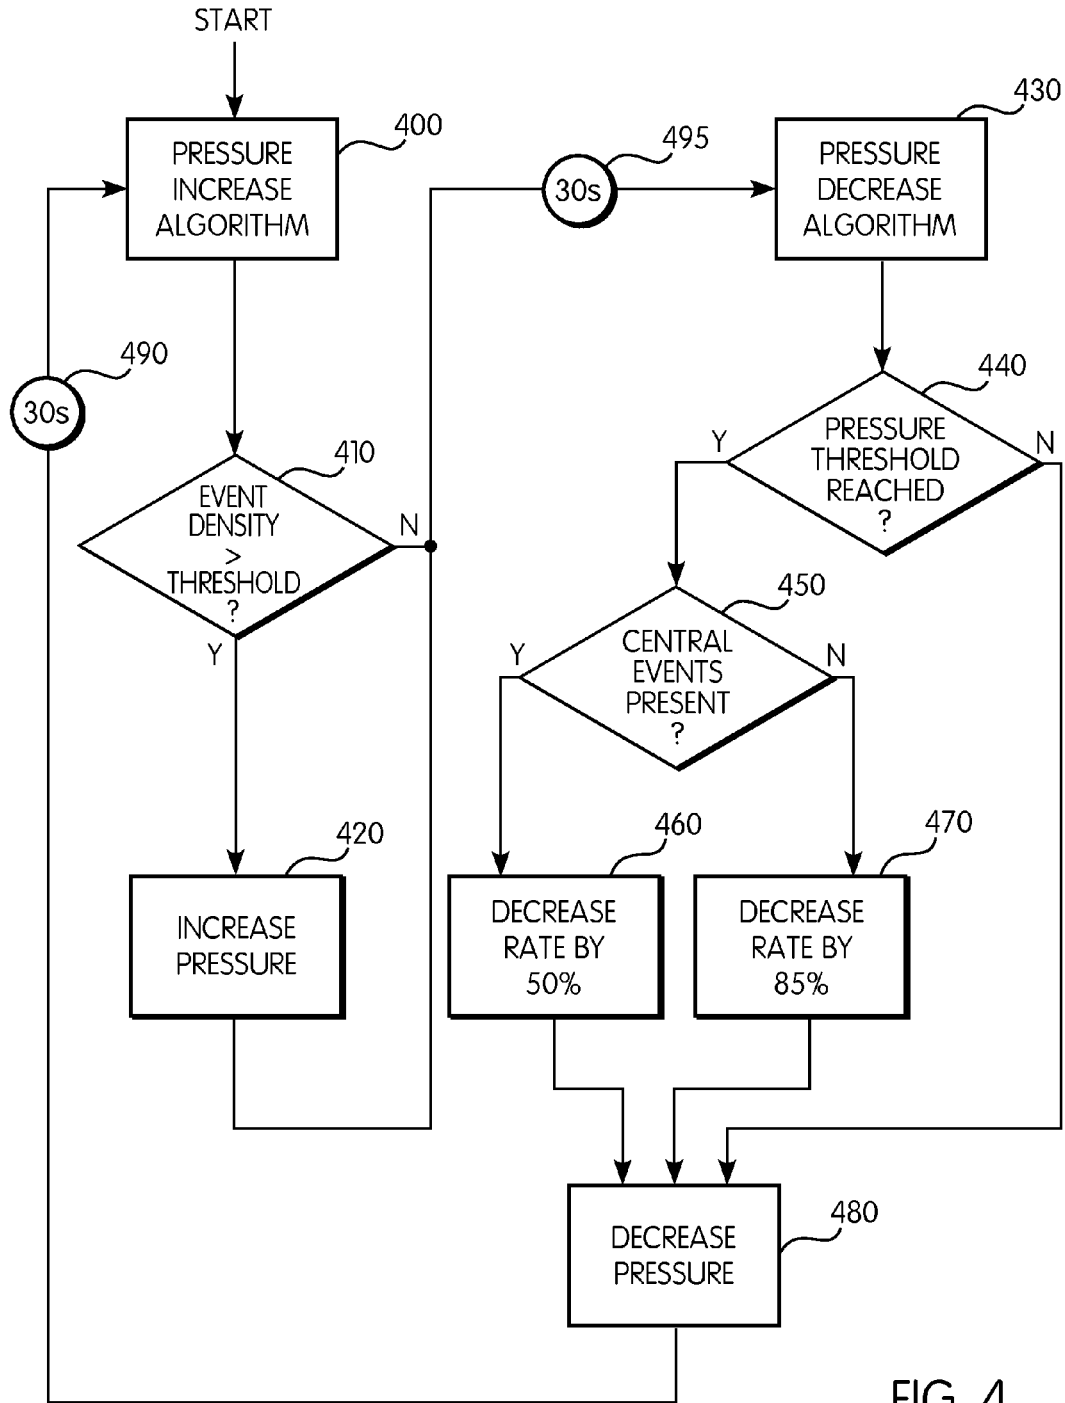 START
400
PRESSURE
INCREASE
ALGORITHM
495
30s
430
PRESSURE
DECREASE
ALGORITHM
490
30s
410
EVENT
DENSITY
>
THRESHOLD
?
N
Y
440
PRESSURE
THRESHOLD
REACHED
?
Y
N
450
CENTRAL
EVENTS
PRESENT
?
Y
N
420
INCREASE
PRESSURE
460
DECREASE
RATE BY
50%
470
DECREASE
RATE BY
85%
480
DECREASE
PRESSURE
FIG. 4